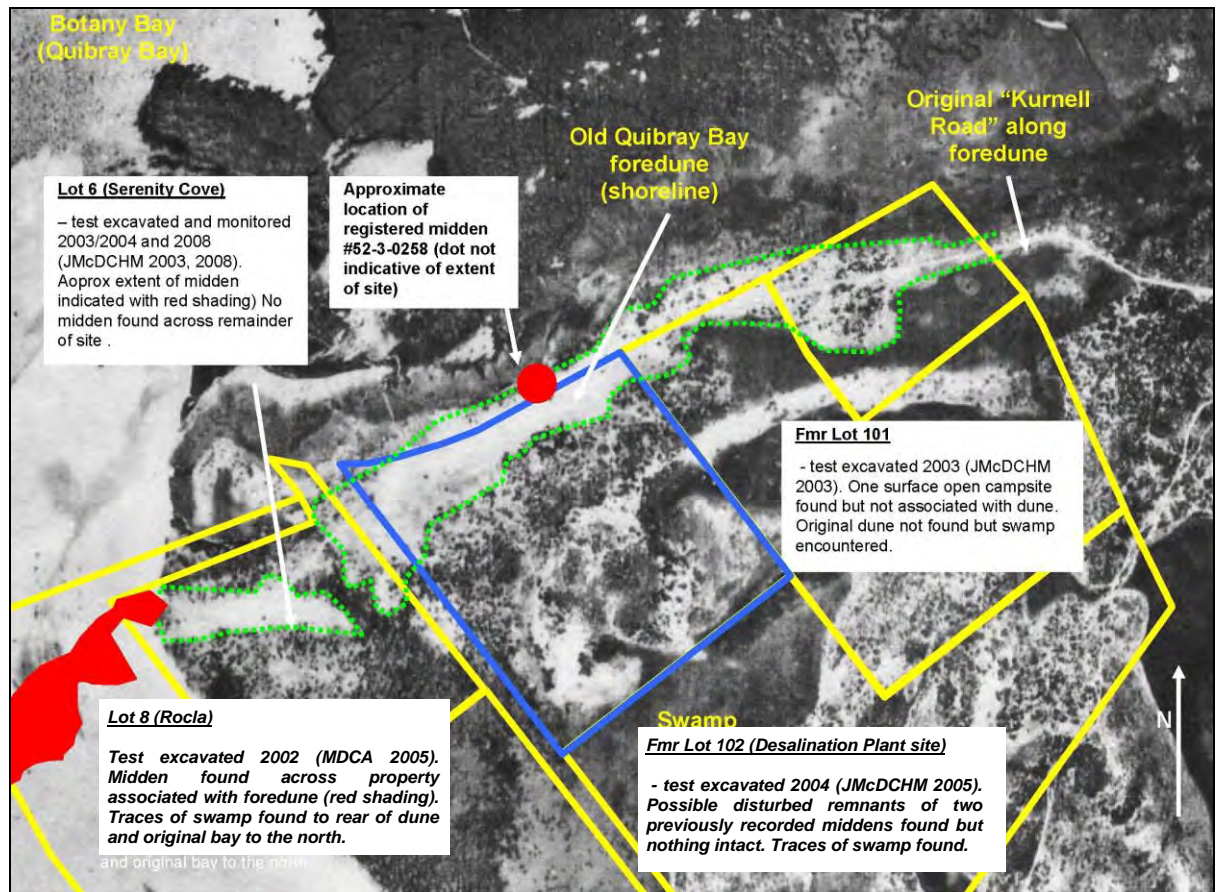 Botany Bay
(Quibray Bay)
Original “Kurnell
Road” along
foredune
Old Quibray Bay
foredune
(shoreline)
Lot 6 (Serenity Cove)
– test excavated and monitored
2003/2004 and 2008
(JMcDCHM 2003, 2008).
Aoprox extent of midden
indicated with red shading) No
midden found across remainder
of site .
Approximate
location of
registered midden
#52-3-0258 (dot not
indicative of extent
of site)
Fmr Lot 101
- test excavated 2003 (JMcDCHM
2003). One surface open campsite
found but not associated with dune.
Original dune not found but swamp
encountered.
Lot 8 (Rocla)
Test excavated 2002 (MDCA 2005).
Midden found across property
associated with foredune (red shading).
Traces of swamp found to rear of dune
and original bay to the north.
and original bay to the north
Swamp
Fmr Lot 102 (Desalination Plant site)
- test excavated 2004 (JMcDCHM 2005).
Possible disturbed remnants of two
previously recorded middens found but
nothing intact. Traces of swamp found.
N